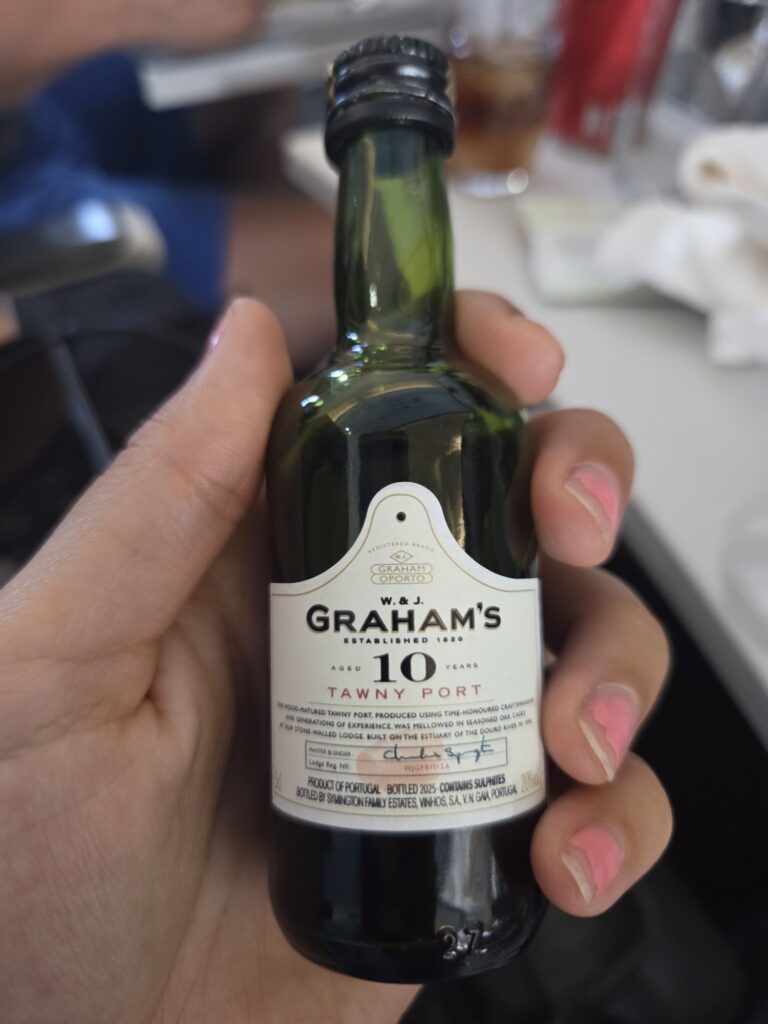 REGISTERED BRAND
W.J.
GRAHAM
OPORTO
W. & J.
GRAHAM'S
ESTABLISHED 1820
AGED 10 YEARS
TAWNY PORT
THIS WOOD-MATURED TAWNY PORT, PRODUCED USING TIME-HONOURED CRAFTSMANSHIP
AND GENERATIONS OF EXPERIENCE, WAS MELLOWED IN SEASONED OAK CASKS
AT OUR STONE-WALLED LODGE, BUILT ON THE ESTUARY OF THE DOURO RIVER IN 1890.
MASTER BLENDER
Lodge Reg. Nº:
PRODUCT OF PORTUGAL · BOTTLED 2025 · CONTAINS SULPHITES 20%
BOTTLED BY SYMINGTON FAMILY ESTATES, VINHOS, S.A., V.N. GAIA, PORTUGAL
27